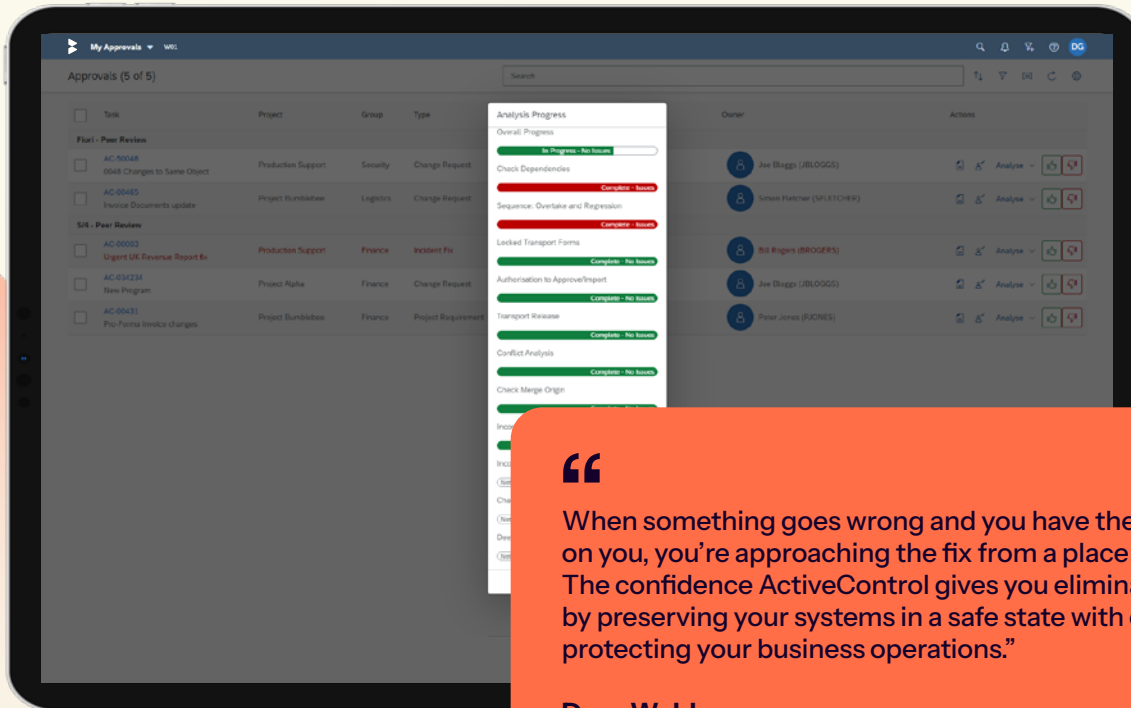 My Approvals W01
DG
Approvals (5 of 5)
Search
Task Project Group Type Owner Actions
Fiori - Peer Review
AC-50048
0048 Changes to Same Object
Production Support Security Change Request Joe Bloggs (JBLOGGS) Analyse
AC-00465
Invoice Documents update
Project Bumblebee Logistics Change Request Simon Hatcher Analyse
S/4 - Peer Review
AC-00003
Urgent UK Revenue Report fix
Production Support Finance Incident Fix Bill Rogers (BROGERS) Analyse
AC-034234
New Program
Project Alpha Finance Change Request Joe Bloggs (JBLOGGS) Analyse
AC-00431
Pro-Forma Invoice changes
Project Bumblebee Finance Project Requirement Peter Jones (PJONES) Analyse
Analysis Progress
Overall Progress
In Progress - No Issues
Check Dependencies
Complete - Issues
Sequence: Overtake and Regression
Complete - Issues
Locked Transport Forms
Complete - No Issues
Authorisation to Approve/Import
Complete - No Issues
Transport Release
Complete - No Issues
Conflict Analysis
Complete - No Issues
Check Merge Origin
“
When something goes wrong and you have the
on you, you’re approaching the fix from a place
The confidence ActiveControl gives you elimina
by preserving your systems in a safe state with
protecting your business operations.”